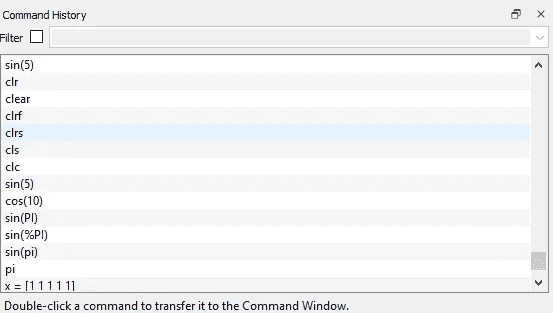 Command History
Filter
sin(5)
clr
clear
clrf
clrs
cls
clc
sin(5)
cos(10)
sin(PI)
sin(%PI)
sin(pi)
pi
x = [1 1 1 1 1]
Double-click a command to transfer it to the Command Window.